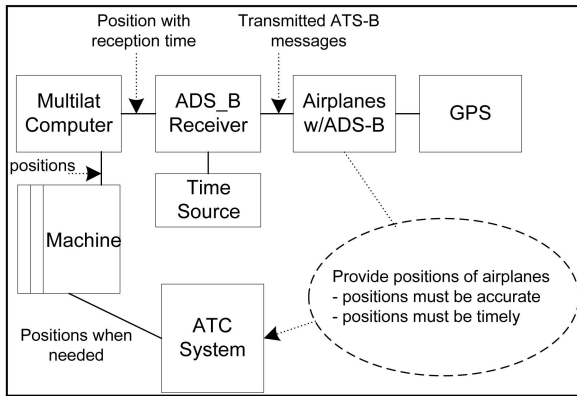 Position with
reception time
Transmitted ATS-B
messages
Multilat
Computer
ADS_B
Receiver
Airplanes
w/ADS-B
GPS
positions
Time
Source
Machine
Provide positions of airplanes
- positions must be accurate
- positions must be timely
Positions when
needed
ATC
System